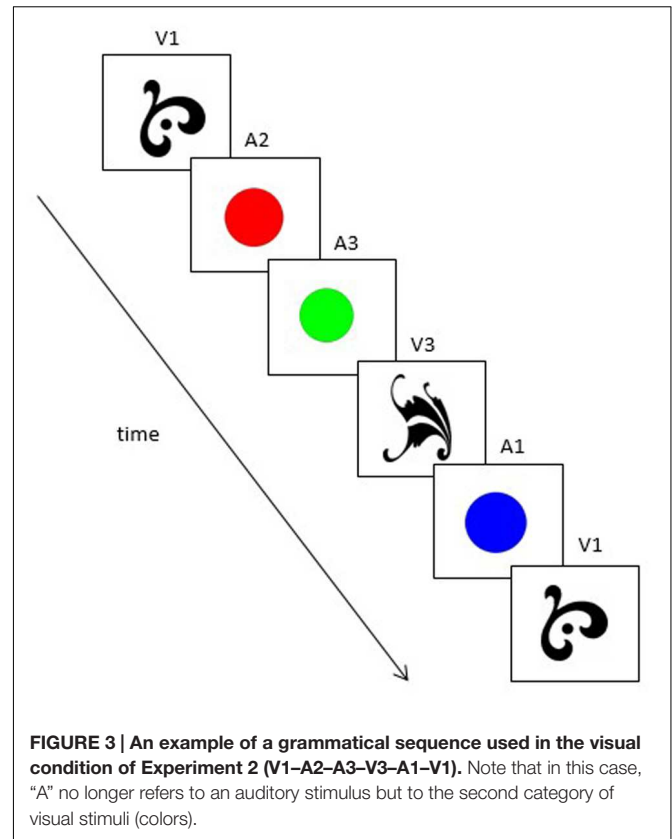 V1
A2
A3
V3
time
A1
V1
FIGURE 3 | An example of a grammatical sequence used in the visual
condition of Experiment 2 (V1–A2–A3–V3–A1–V1). Note that in this case,
“A” no longer refers to an auditory stimulus but to the second category of
visual stimuli (colors).